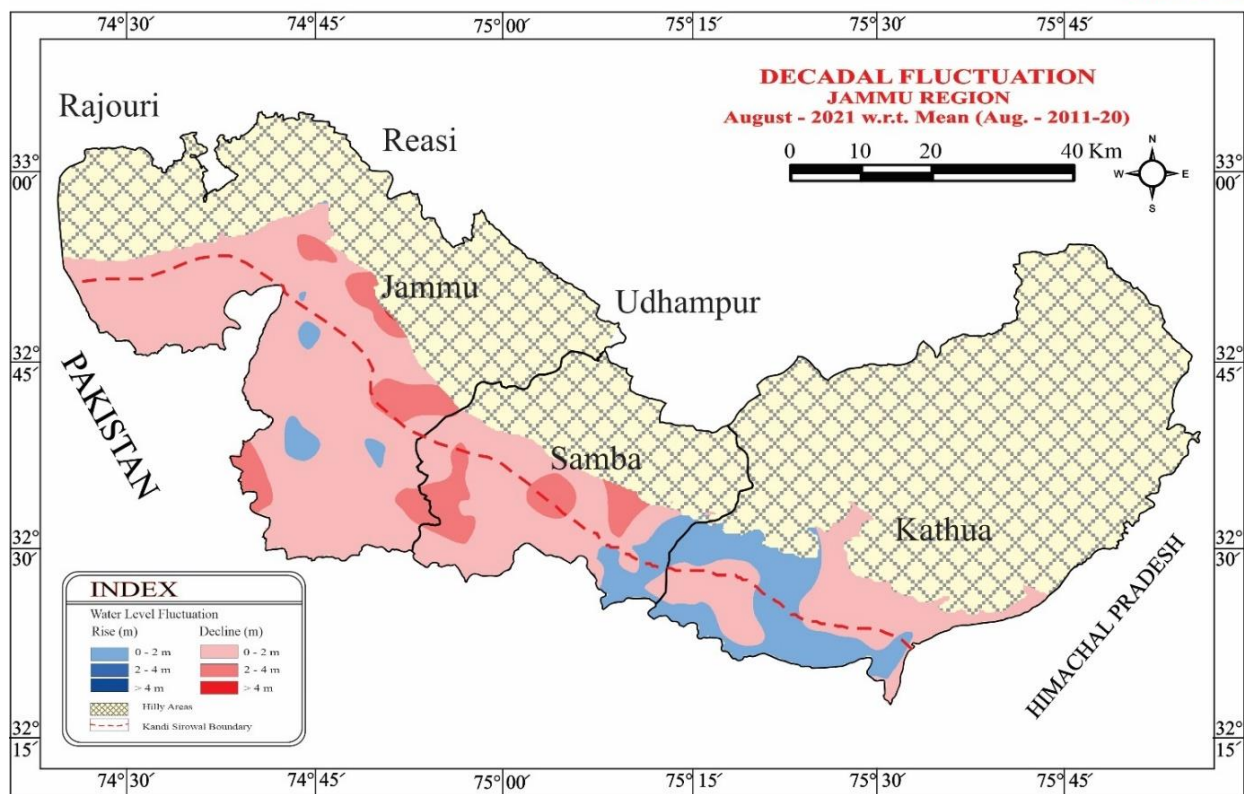 74°30´ 74°45´ 75°00´ 75°15´ 75°30´ 75°45´
DECADAL FLUCTUATION
JAMMU REGION
August - 2021 w.r.t. Mean (Aug. - 2011-20)
0 10 20 40 Km
N
W E
S
Rajouri
Reasi
33°
00´
33°
00´
Jammu
Udhampur
32°
45´
32°
45´
PAKISTAN
Samba
Kathua
32°
30´
32°
30´
HIMACHAL PRADESH
INDEX
Water Level Fluctuation
Rise (m) Decline (m)
0 - 2 m 0 - 2 m
2 - 4 m 2 - 4 m
> 4 m > 4 m
Hilly Areas
Kandi Sirowal Boundary
32°
15´
32°
15´
74°30´ 74°45´ 75°00´ 75°15´ 75°30´ 75°45´